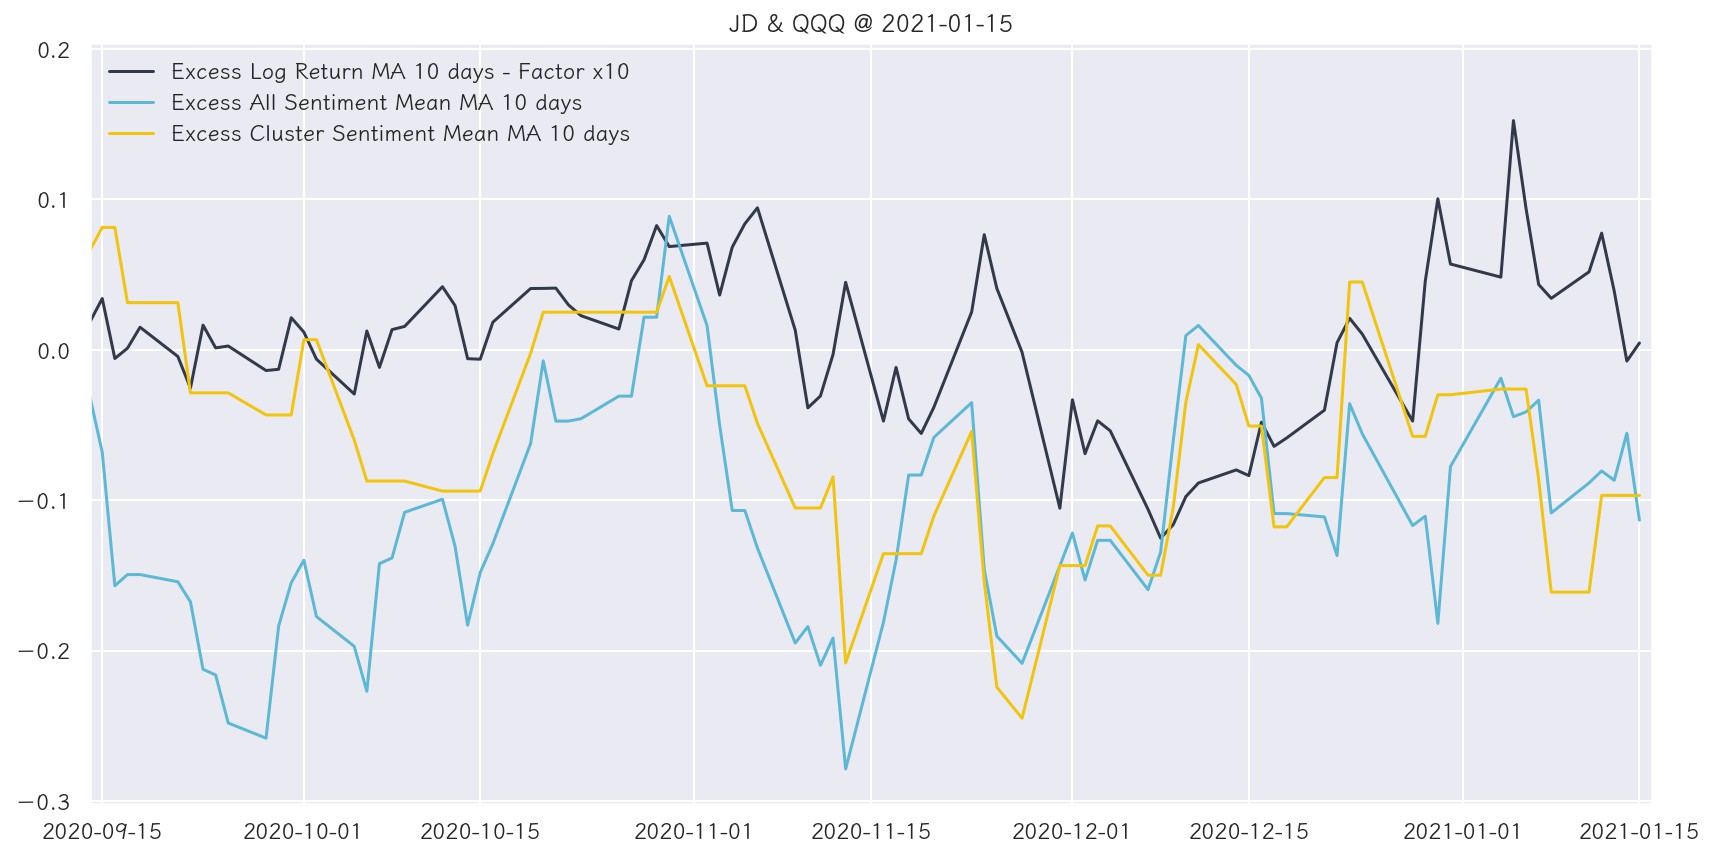 JD & QQQ @ 2021-01-15
Excess Log Return MA 10 days - Factor x10
Excess All Sentiment Mean MA 10 days
Excess Cluster Sentiment Mean MA 10 days
0.2
0.1
0.0
−0.1
−0.2
−0.3
2020-09-15 2020-10-01 2020-10-15 2020-11-01 2020-11-15 2020-12-01 2020-12-15 2021-01-01 2021-01-15